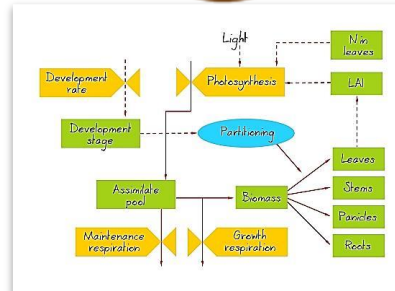 Light
N in
leaves
Development
rate
Photosynthesis
LAI
Development
stage
Partitioning
Leaves
Assimilate
pool
Biomass
Stems
Panicles
Maintenance
respiration
Growth
respiration
Roots